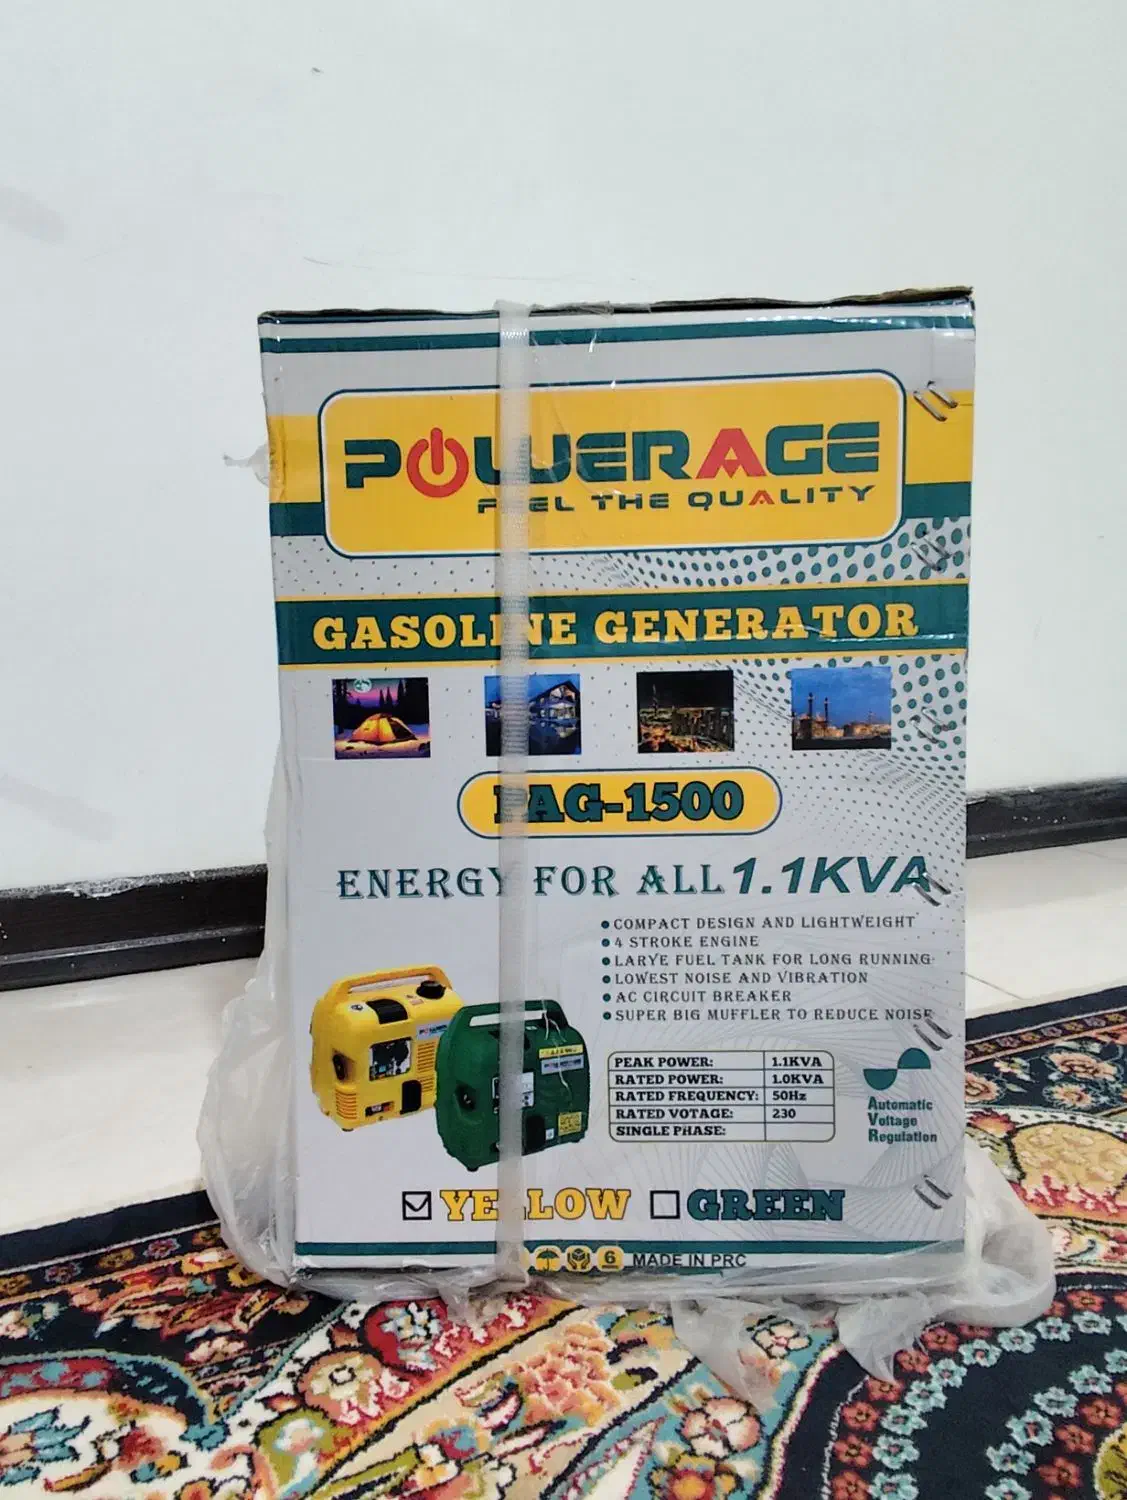 POWERAGE
FEEL THE QUALITY
GASOLINE GENERATOR
PAG-1500
ENERGY FOR ALL 1.1KVA
• COMPACT DESIGN AND LIGHTWEIGHT
• 4 STROKE ENGINE
• LARYE FUEL TANK FOR LONG RUNNING
• LOWEST NOISE AND VIBRATION
• AC CIRCUIT BREAKER
• SUPER BIG MUFFLER TO REDUCE NOISE
PEAK POWER: 1.1KVA
RATED POWER: 1.0KVA
RATED FREQUENCY: 50Hz
RATED VOTAGE: 230
SINGLE PHASE:
Automatic
Voltage
Regulation
YELLOW GREEN
6 MADE IN PRC